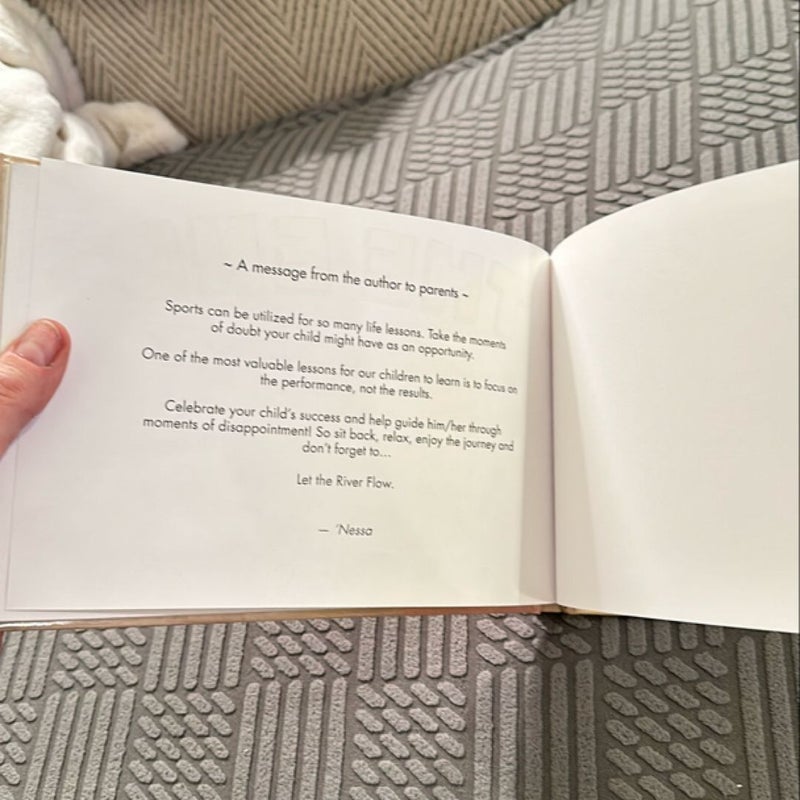 ~ A message from the author to parents ~
Sports can be utilized for so many life lessons. Take the moments
of doubt your child might have as an opportunity.
One of the most valuable lessons for our children to learn is to focus on
the performance, not the results.
Celebrate your child's success and help guide him/her through
moments of disappointment! So sit back, relax, enjoy the journey and
don't forget to...
Let the River Flow.
— 'Nessa